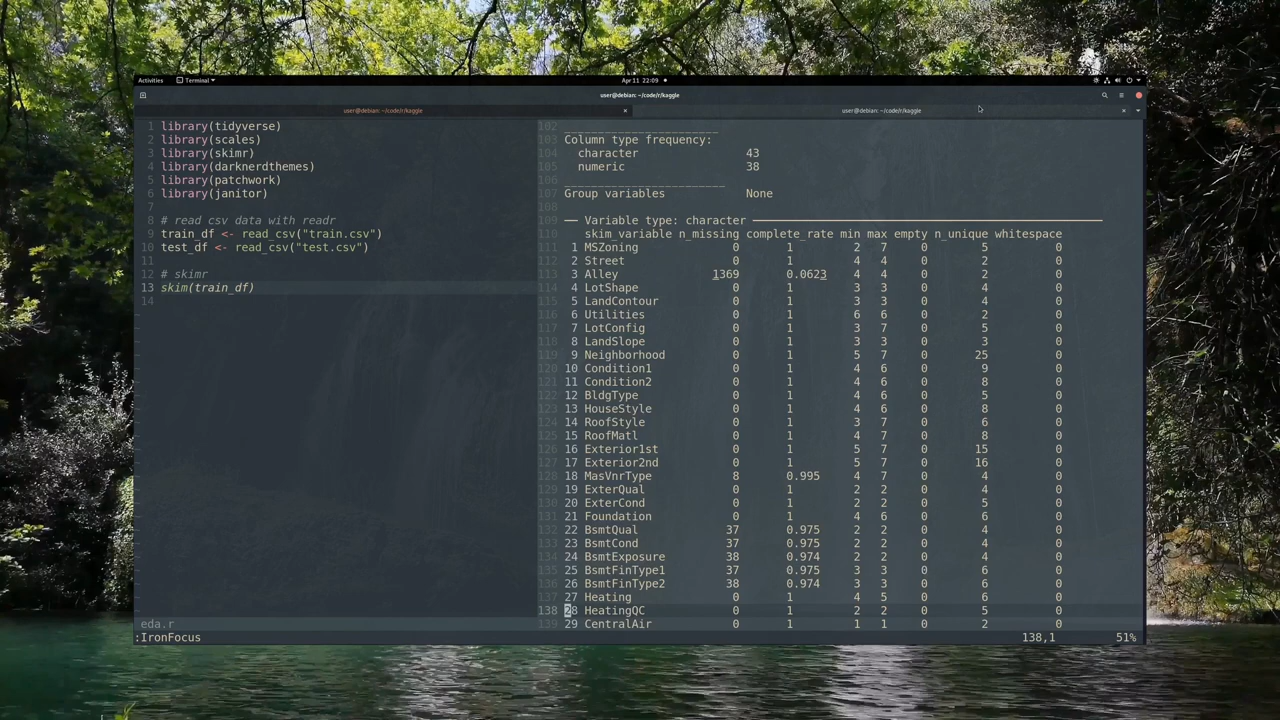 Activities Terminal Apr 11 22:09
user@debian: ~/code/r/kaggle
user@debian: ~/code/r/kaggle × user@debian: ~/code/r/kaggle ×
1 library(tidyverse)
2 library(scales)
3 library(skimr)
4 library(darknerdthemes)
5 library(patchwork)
6 library(janitor)
7
8 # read csv data with readr
9 train_df <- read_csv("train.csv")
10 test_df <- read_csv("test.csv")
11
12 # skimr
13 skim(train_df)
14
eda.r
102 _______________________
103 Column type frequency:
104 character 43
105 numeric 38
106 ________________________
107 Group variables None
108
109 ── Variable type: character ──────────
110 skim_variable n_missing complete_rate min max empty n_unique whitespace
111 1 MSZoning 0 1 2 7 0 5 0
112 2 Street 0 1 4 4 0 2 0
113 3 Alley 1369 0.0623 4 4 0 2 0
114 4 LotShape 0 1 3 3 0 4 0
115 5 LandContour 0 1 3 3 0 4 0
116 6 Utilities 0 1 6 6 0 2 0
117 7 LotConfig 0 1 3 7 0 5 0
118 8 LandSlope 0 1 3 3 0 3 0
119 9 Neighborhood 0 1 5 7 0 25 0
120 10 Condition1 0 1 4 6 0 9 0
121 11 Condition2 0 1 4 6 0 8 0
122 12 BldgType 0 1 4 6 0 5 0
123 13 HouseStyle 0 1 4 6 0 8 0
124 14 RoofStyle 0 1 3 7 0 6 0
125 15 RoofMatl 0 1 4 7 0 8 0
126 16 Exterior1st 0 1 5 7 0 15 0
127 17 Exterior2nd 0 1 5 7 0 16 0
128 18 MasVnrType 8 0.995 4 7 0 4 0
129 19 ExterQual 0 1 2 2 0 4 0
130 20 ExterCond 0 1 2 2 0 5 0
131 21 Foundation 0 1 4 6 0 6 0
132 22 BsmtQual 37 0.975 2 2 0 4 0
133 23 BsmtCond 37 0.975 2 2 0 4 0
134 24 BsmtExposure 38 0.974 2 2 0 4 0
135 25 BsmtFinType1 37 0.975 3 3 0 6 0
136 26 BsmtFinType2 38 0.974 3 3 0 6 0
137 27 Heating 0 1 4 5 0 6 0
138 28 HeatingQC 0 1 2 2 0 5 0
139 29 CentralAir 0 1 1 1 0 2 0
:IronFocus 138,1 51%